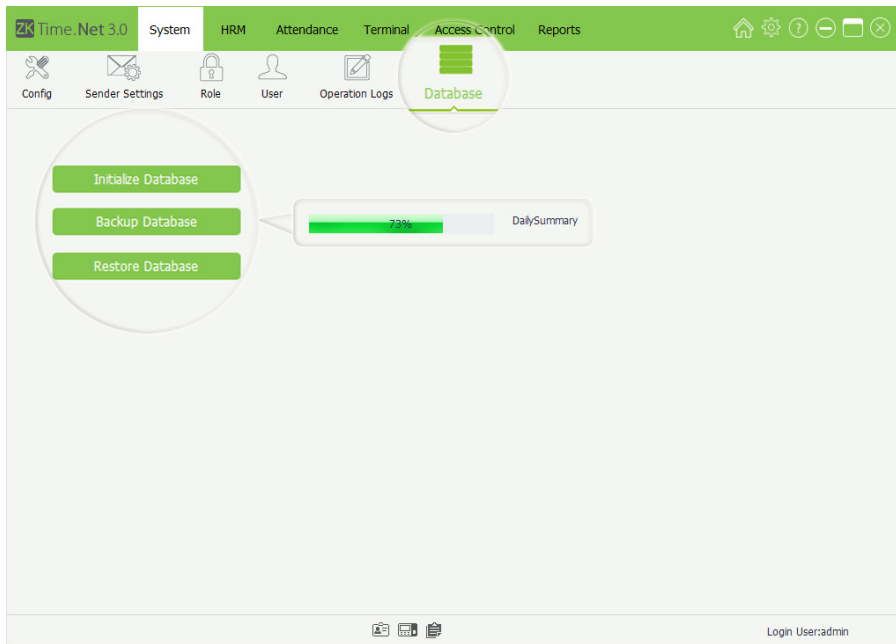 ZK Time.Net 3.0 System HRM Attendance Terminal Access Control Reports
Config Sender Settings Role User Operation Logs Database
Initialize Database
Backup Database
73% DailySummary
Restore Database
Login User:admin